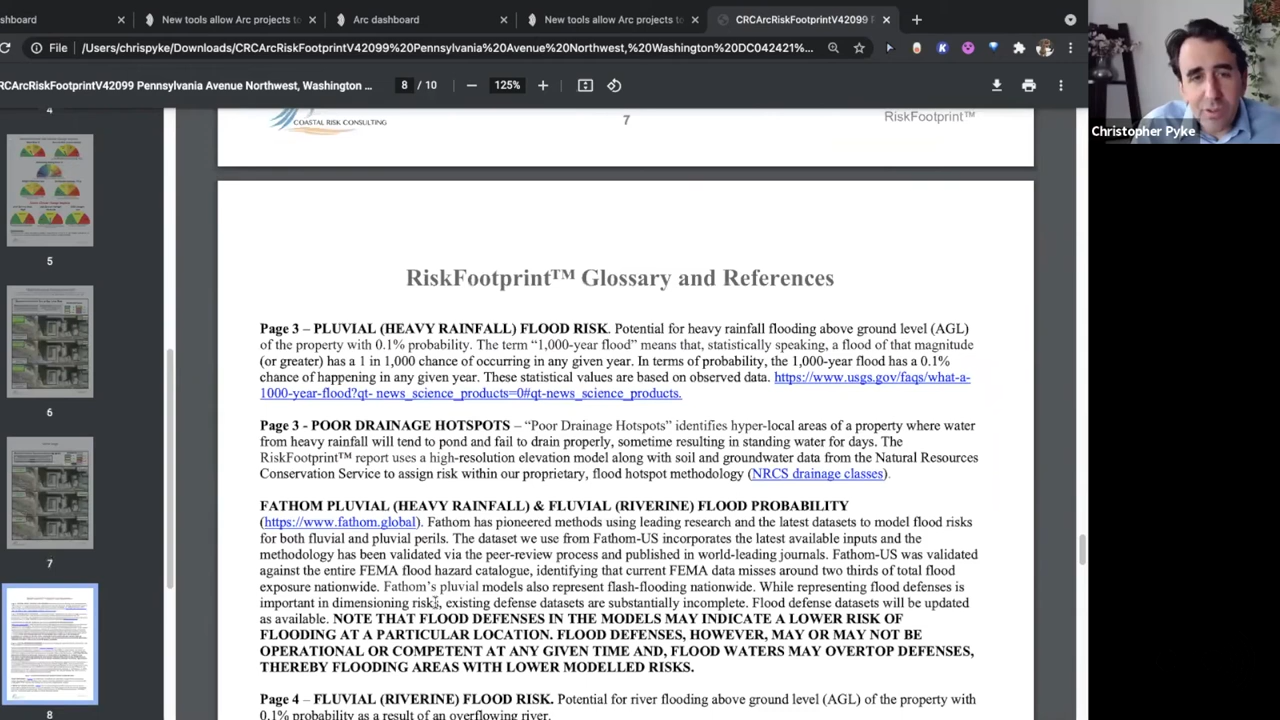 shboard
New tools allow Arc projects to
Arc dashboard
New tools allow Arc projects to
CRCArcRiskFootprintV42099 P
File
/Users/chrispyke/Downloads/CRCArcRiskFootprintV42099%20Pennsylvania%20Avenue%20Northwest,%20Washington%20DC042421%...
RCArcRiskFootprintV42099 Pennsylvania Avenue Northwest, Washington ...
8 / 10
125%
Christopher Pyke
4
5
6
7
8
COASTAL RISK CONSULTING
7
RiskFootprint™
RiskFootprint™ Glossary and References
Page 3 – PLUVIAL (HEAVY RAINFALL) FLOOD RISK. Potential for heavy rainfall flooding above ground level (AGL)
of the property with 0.1% probability. The term “1,000-year flood” means that, statistically speaking, a flood of that magnitude
(or greater) has a 1 in 1,000 chance of occurring in any given year. In terms of probability, the 1,000-year flood has a 0.1%
chance of happening in any given year. These statistical values are based on observed data. https://www.usgs.gov/faqs/what-a-
1000-year-flood?qt- news_science_products=0#qt-news_science_products.
Page 3 - POOR DRAINAGE HOTSPOTS – “Poor Drainage Hotspots” identifies hyper-local areas of a property where water
from heavy rainfall will tend to pond and fail to drain properly, sometime resulting in standing water for days. The
RiskFootprint™ report uses a high-resolution elevation model along with soil and groundwater data from the Natural Resources
Conservation Service to assign risk within our proprietary, flood hotspot methodology (NRCS drainage classes).
FATHOM PLUVIAL (HEAVY RAINFALL) & FLUVIAL (RIVERINE) FLOOD PROBABILITY
(https://www.fathom.global). Fathom has pioneered methods using leading research and the latest datasets to model flood risks
for both fluvial and pluvial perils. The dataset we use from Fathom-US incorporates the latest available inputs and the
methodology has been validated via the peer-review process and published in world-leading journals. Fathom-US was validated
against the entire FEMA flood hazard catalogue, identifying that current FEMA data misses around two thirds of total flood
exposure nationwide. Fathom’s pluvial models also represent flash-flooding nationwide. While representing flood defenses is
important in dimensioning risk, existing defense datasets are substantially incomplete. Flood defense datasets will be updated
as available. NOTE THAT FLOOD DEFENSES IN THE MODELS MAY INDICATE A LOWER RISK OF
FLOODING AT A PARTICULAR LOCATION. FLOOD DEFENSES, HOWEVER, MAY OR MAY NOT BE
OPERATIONAL OR COMPETENT AT ANY GIVEN TIME AND, FLOOD WATERS MAY OVERTOP DEFENSES,
THEREBY FLOODING AREAS WITH LOWER MODELLED RISKS.
Page 4 – FLUVIAL (RIVERINE) FLOOD RISK. Potential for river flooding above ground level (AGL) of the property with
0.1% probability as a result of an overflowing river.